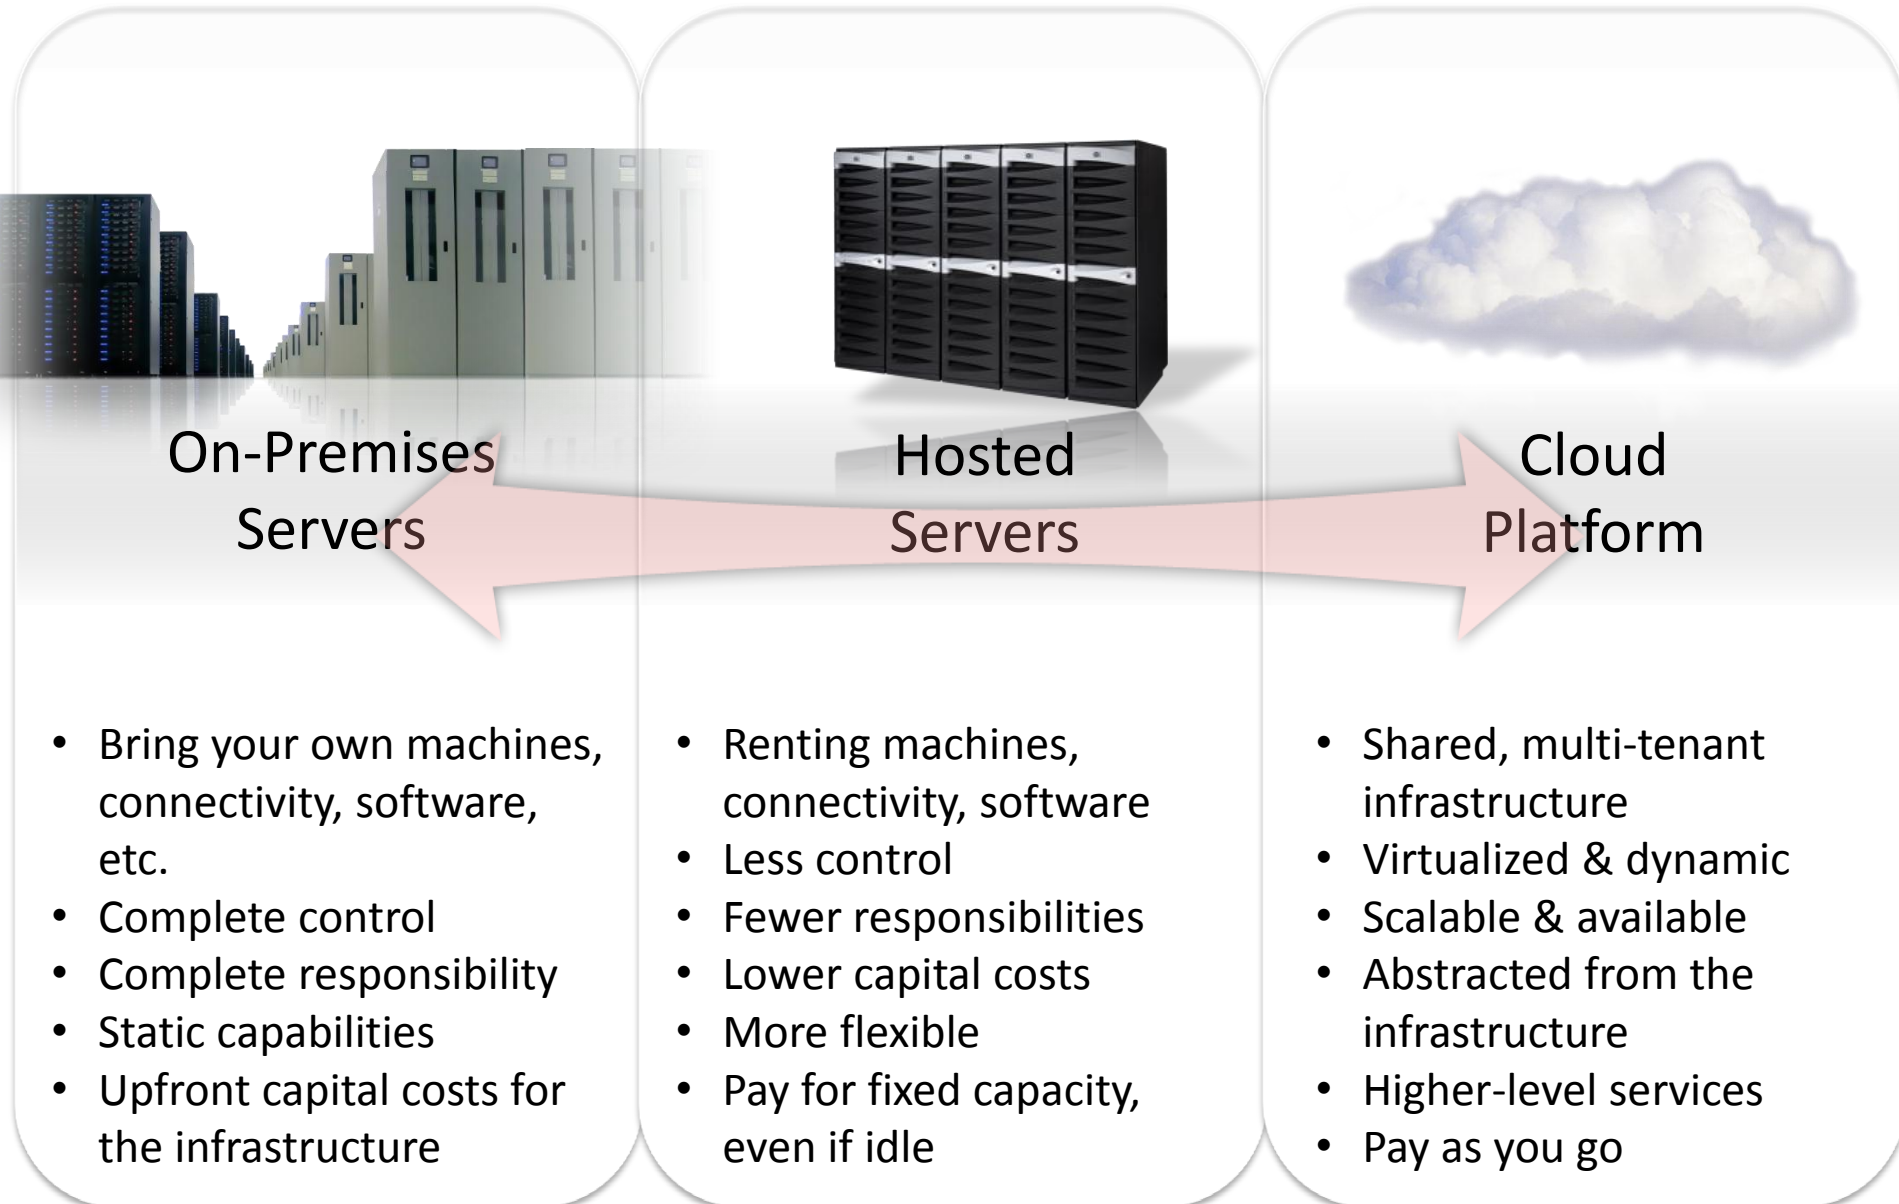 On-Premises
Servers
• Bring your own machines,
connectivity, software,
etc.
• Complete control
• Complete responsibility
• Static capabilities
• Upfront capital costs for
the infrastructure
Hosted
Servers
• Renting machines,
connectivity, software
• Less control
• Fewer responsibilities
• Lower capital costs
• More flexible
• Pay for fixed capacity,
even if idle
Cloud
Platform
• Shared, multi-tenant
infrastructure
• Virtualized & dynamic
• Scalable & available
• Abstracted from the
infrastructure
• Higher-level services
• Pay as you go